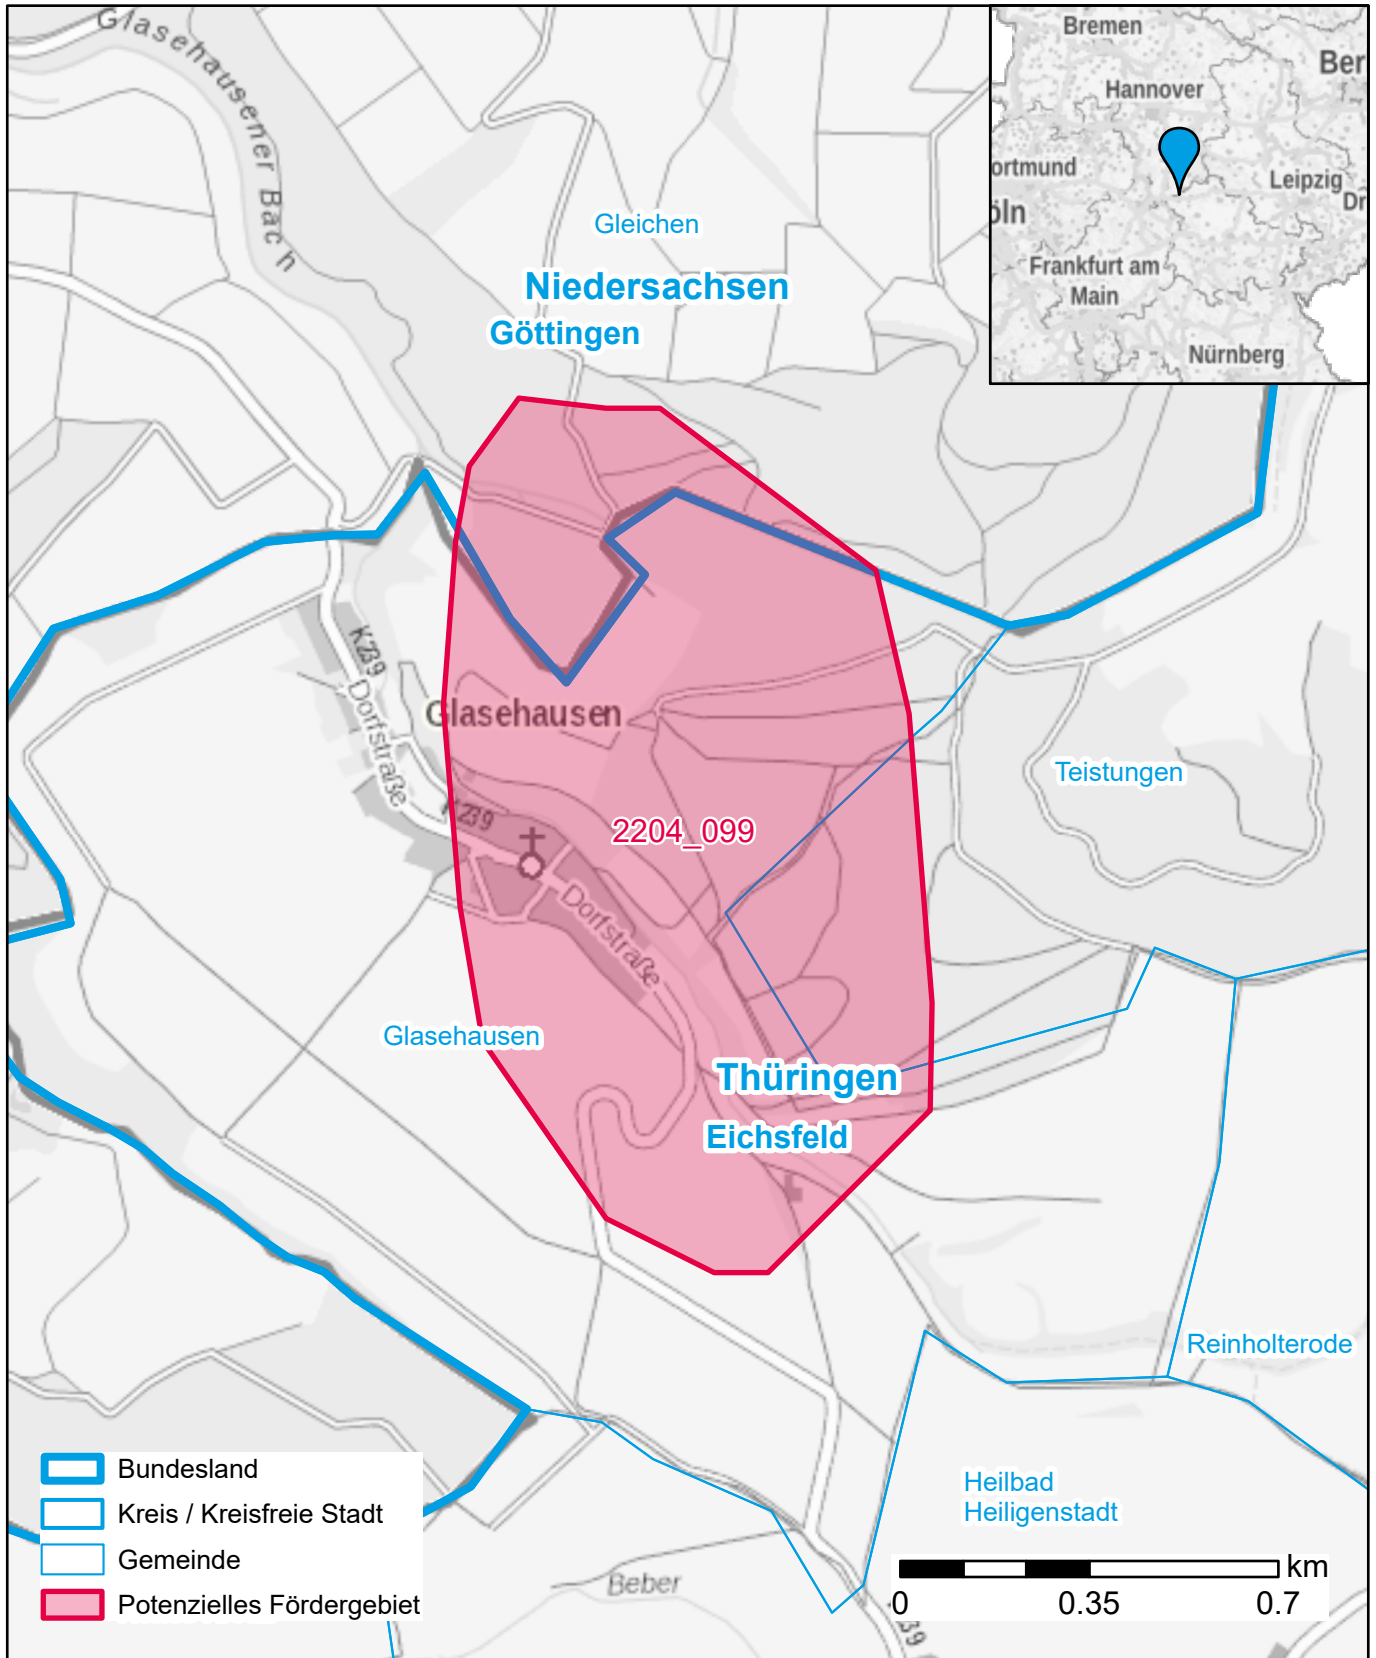 Glasehausener Bach
Bremen
Ber
Hannover
ortmund
Leipzig
Dr
öln
Frankfurt am
Main
Nürnberg
Gleichen
Niedersachsen
Göttingen
K239
Dorfstraße
Glasehausen
Teistungen
K239
2204_099
Dorfstraße
Glasehausen
Thüringen
Eichsfeld
Reinholterode
Heilbad
Heiligenstadt
Beber
Bundesland
Kreis / Kreisfreie Stadt
Gemeinde
Potenzielles Fördergebiet
km
0 0.35 0.7
39